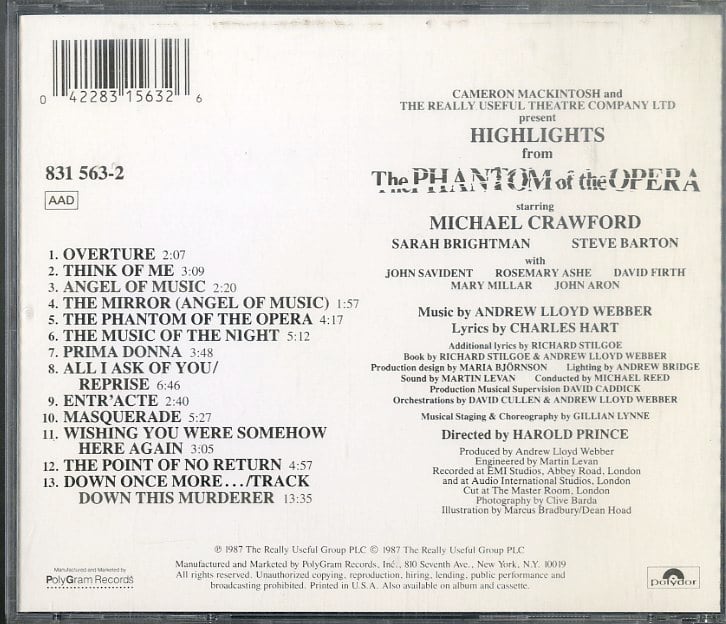 0 42283 15632 6
831 563-2
AAD
1. OVERTURE 2:07
2. THINK OF ME 3:09
3. ANGEL OF MUSIC 2:20
4. THE MIRROR (ANGEL OF MUSIC) 1:57
5. THE PHANTOM OF THE OPERA 4:17
6. THE MUSIC OF THE NIGHT 5:12
7. PRIMA DONNA 3:48
8. ALL I ASK OF YOU/
REPRISE 6:46
9. ENTR'ACTE 2:40
10. MASQUERADE 5:27
11. WISHING YOU WERE SOMEHOW
HERE AGAIN 3:05
12. THE POINT OF NO RETURN 4:57
13. DOWN ONCE MORE.../TRACK
DOWN THIS MURDERER 13:35
CAMERON MACKINTOSH and
THE REALLY USEFUL THEATRE COMPANY LTD
present
HIGHLIGHTS
from
The PHANTOM of the OPERA
starring
MICHAEL CRAWFORD
SARAH BRIGHTMAN STEVE BARTON
with
JOHN SAVIDENT ROSEMARY ASHE DAVID FIRTH
MARY MILLAR JOHN ARON
Music by ANDREW LLOYD WEBBER
Lyrics by CHARLES HART
Additional lyrics by RICHARD STILGOE
Book by RICHARD STILGOE & ANDREW LLOYD WEBBER
Production design by MARIA BJÖRNSON Lighting by ANDREW BRIDGE
Sound by MARTIN LEVAN Conducted by MICHAEL REED
Production Musical Supervision DAVID CADDICK
Orchestrations by DAVID CULLEN & ANDREW LLOYD WEBBER
Musical Staging & Choreography by GILLIAN LYNNE
Directed by HAROLD PRINCE
Produced by Andrew Lloyd Webber
Engineered by Martin Levan
Recorded at EMI Studios, Abbey Road, London
and at Audio International Studios, London
Cut at The Master Room, London
Photography by Clive Barda
Illustration by Marcus Bradbury/Dean Hoad
℗ 1987 The Really Useful Group PLC © 1987 The Really Useful Group PLC
Manufactured and Marketed by PolyGram Records, Inc., 810 Seventh Ave., New York, N.Y. 10019
All rights reserved. Unauthorized copying, reproduction, hiring, lending, public performance and
broadcasting prohibited. Printed in U.S.A. Also available on album and cassette.
Manufactured and Marketed by
PolyGram Records
polydor